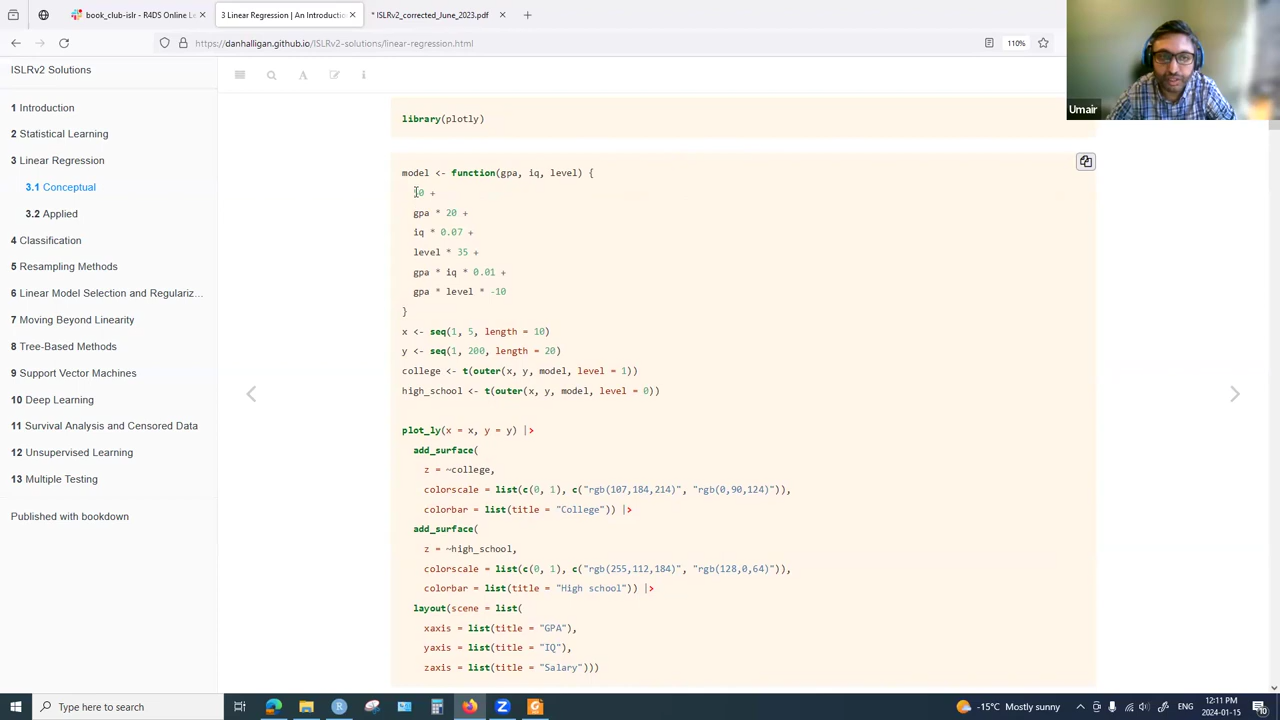 book_club-islr - R4DS Online Le
3 Linear Regression | An Introductio
* ISLRv2_corrected_June_2023.pdf
https://danhalligan.github.io/ISLRv2-solutions/linear-regression.html
110%
Umair
ISLRv2 Solutions
1 Introduction
2 Statistical Learning
3 Linear Regression
3.1 Conceptual
3.2 Applied
4 Classification
5 Resampling Methods
6 Linear Model Selection and Regulariz...
7 Moving Beyond Linearity
8 Tree-Based Methods
9 Support Vector Machines
10 Deep Learning
11 Survival Analysis and Censored Data
12 Unsupervised Learning
13 Multiple Testing
Published with bookdown
library(plotly)
model <- function(gpa, iq, level) {
50 +
gpa * 20 +
iq * 0.07 +
level * 35 +
gpa * iq * 0.01 +
gpa * level * -10
}
x <- seq(1, 5, length = 10)
y <- seq(1, 200, length = 20)
college <- t(outer(x, y, model, level = 1))
high_school <- t(outer(x, y, model, level = 0))
plot_ly(x = x, y = y) |>
add_surface(
z = ~college,
colorscale = list(c(0, 1), c("rgb(107,184,214)", "rgb(0,90,124)")),
colorbar = list(title = "College")) |>
add_surface(
z = ~high_school,
colorscale = list(c(0, 1), c("rgb(255,112,184)", "rgb(128,0,64)")),
colorbar = list(title = "High school")) |>
layout(scene = list(
xaxis = list(title = "GPA"),
yaxis = list(title = "IQ"),
zaxis = list(title = "Salary")))
Type here to search
-15°C Mostly sunny
ENG
12:11 PM
2024-01-15
10